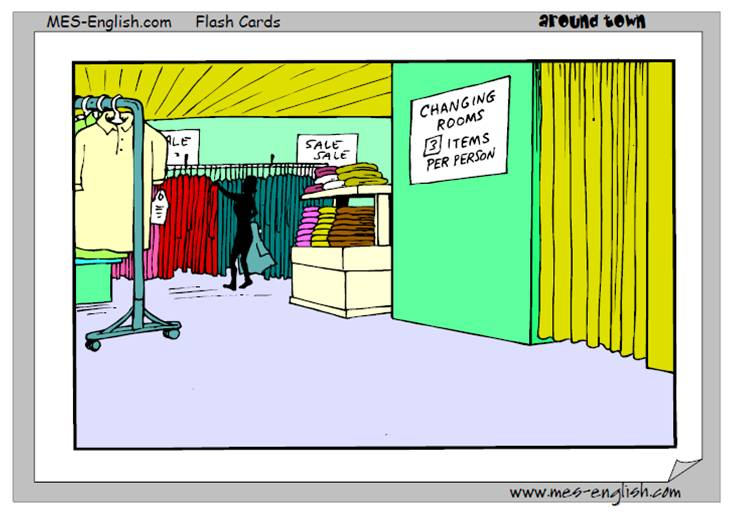 MES-English.com Flash Cards around town
CHANGING
ROOMS
3 ITEMS
PER PERSON
ALE
SALE
SALE
www.mes-english.com